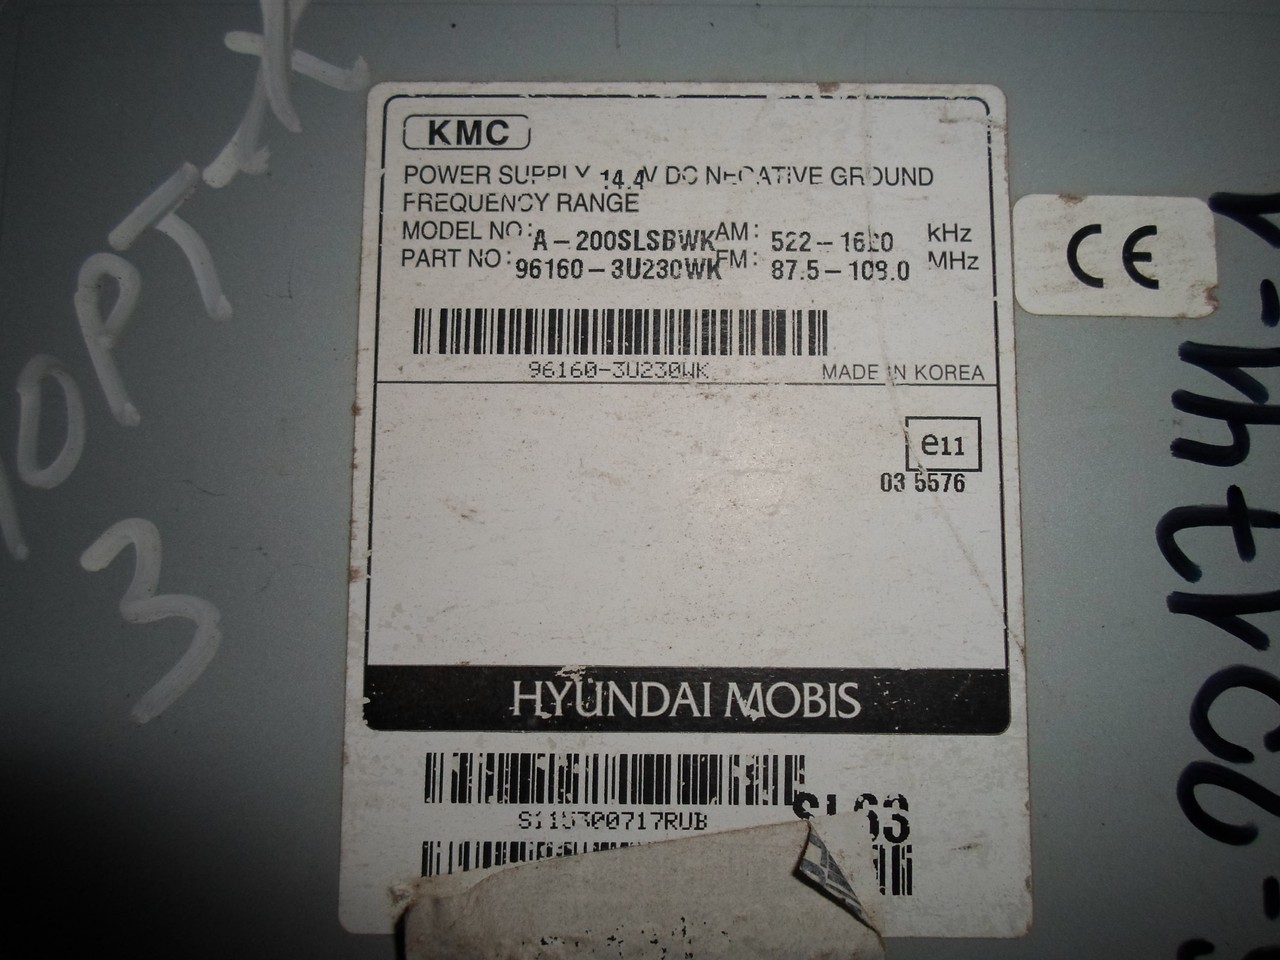 KMC
POWER SUPPLY 14.4V DC NEGATIVE GROUND
FREQUENCY RANGE
MODEL NO: A-200SLSBWK AM: 522-1620 kHz
PART NO: 96160-3U230WK FM: 87.5-108.0 MHz
96160-3U230WK MADE IN KOREA
e11
03 5576
CE
HYUNDAI MOBIS
S115300717RUB
3